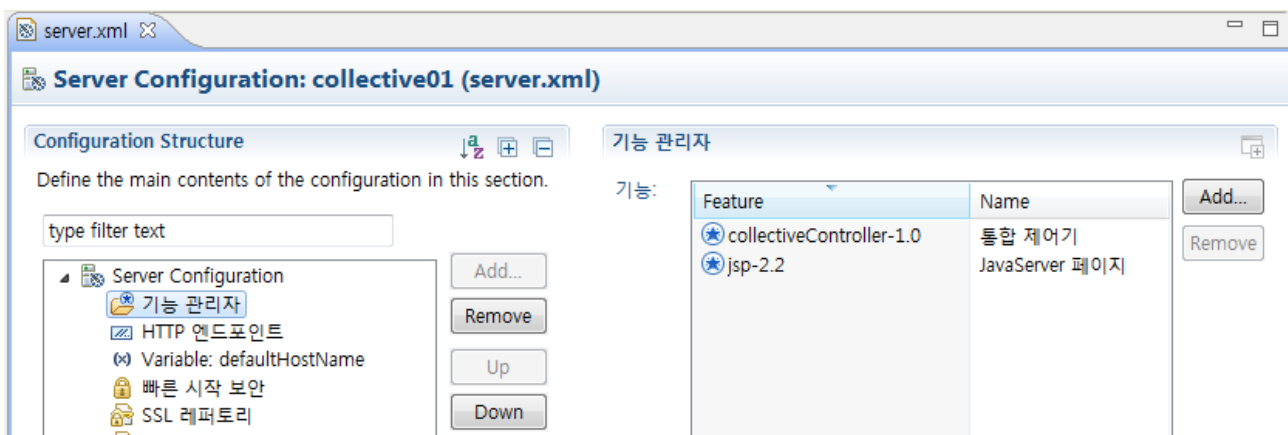 server.xml
Server Configuration: collective01 (server.xml)
Configuration Structure
Define the main contents of the configuration in this section.
type filter text
Server Configuration
기능 관리자
HTTP 엔드포인트
Variable: defaultHostName
빠른 시작 보안
SSL 레퍼토리
Add...
Remove
Up
Down
기능 관리자
기능:
Feature Name
collectiveController-1.0 통합 제어기
jsp-2.2 JavaServer 페이지
Add...
Remove